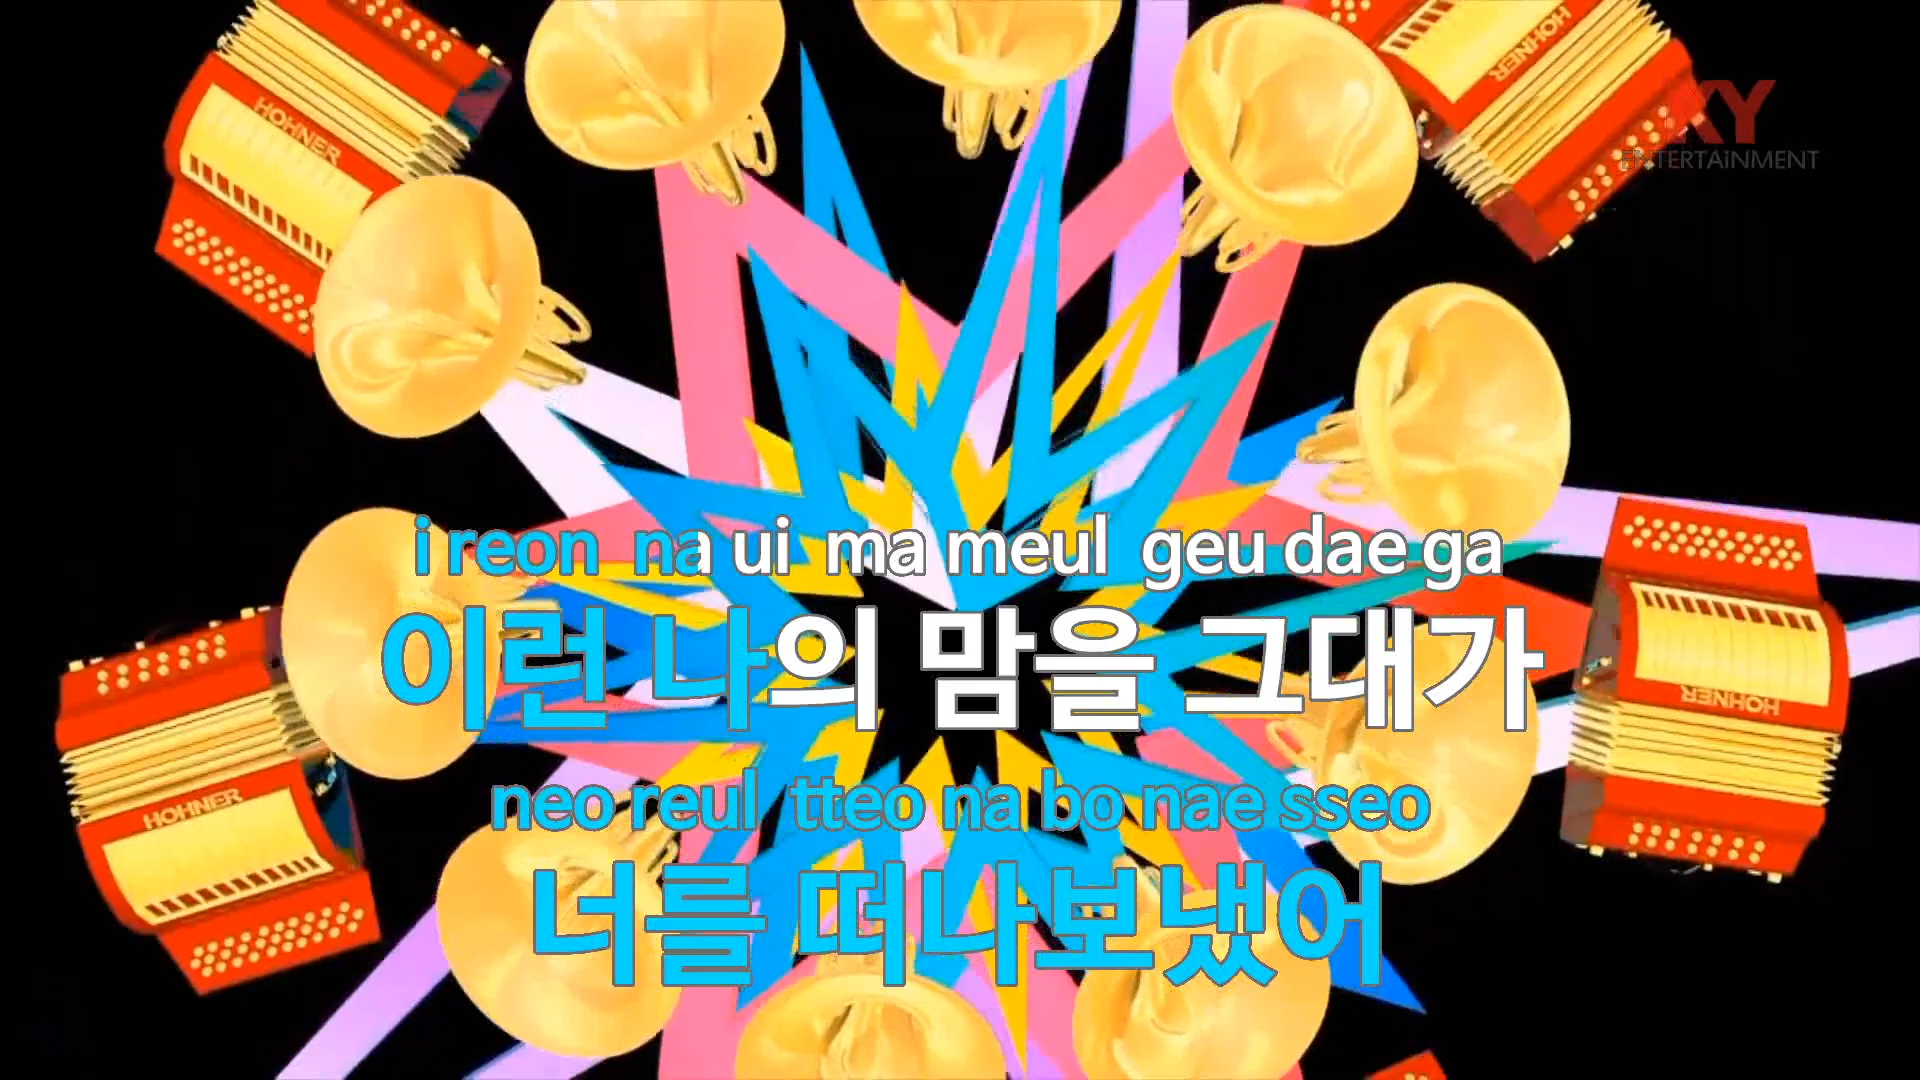 HOHNER
HOHNER
KY
ENTERTAiNMENT
i reon na ui ma meul geu dae ga
이런 나의 맘을 그대가
HOHNER
neo reul tteo na bo nae sseo
너를 떠나보냈어
HOHNER